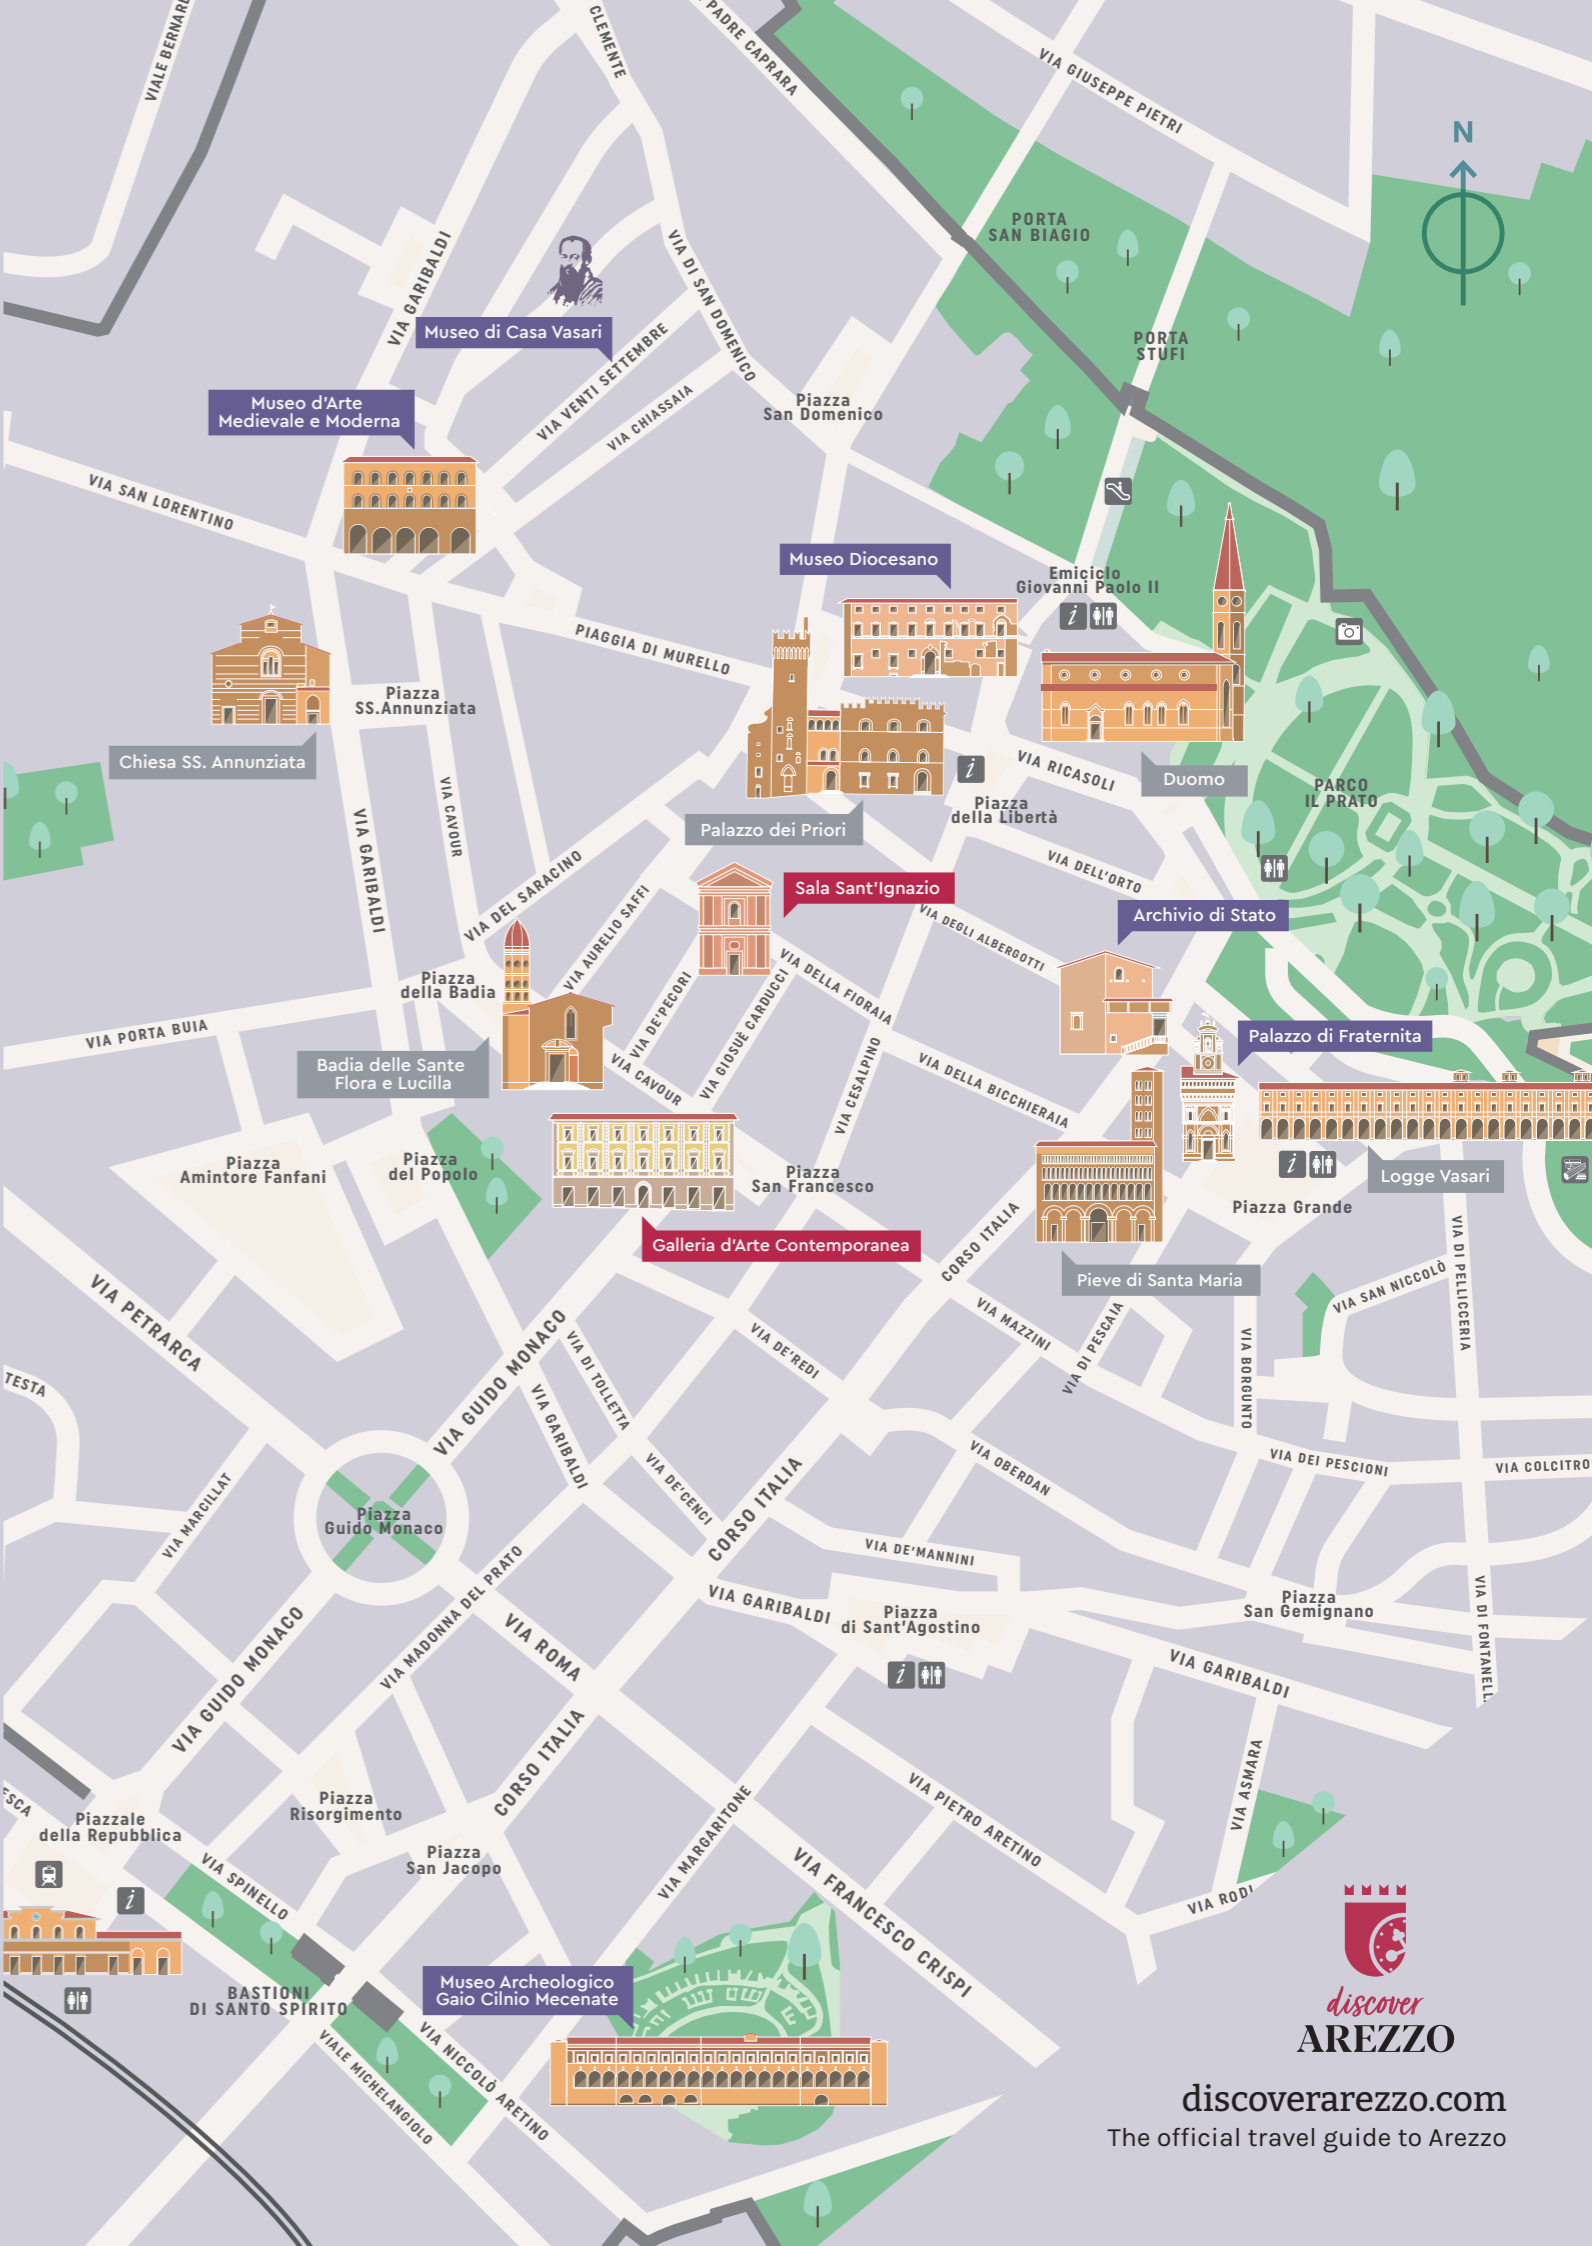 VIALE BERNARD
CLEMENTE
PADRE CAPRARA
VIA GIUSEPPE PIETRI
N
PORTA
SAN BIAGIO
VIA GARIBALDI
VIA DI SAN DOMENICO
Museo di Casa Vasari
VIA VENTI SETTEMBRE
PORTA
STUFI
Museo d'Arte
Medievale e Moderna
VIA CHIASSAIA
Piazza
San Domenico
VIA SAN LORENTINO
Museo Diocesano
Emiciclo
Giovanni Paolo II
i
PIAGGIA DI MURELLO
Piazza
SS.Annunziata
Chiesa SS. Annunziata
i
VIA RICASOLI
Duomo
PARCO
IL PRATO
Piazza
della Libertà
VIA CAVOUR
VIA GARIBALDI
Palazzo dei Priori
VIA DEL SARACINO
VIA AURELIO SAFFI
Sala Sant'Ignazio
VIA DELL'ORTO
VIA DEGLI ALBERGOTTI
Archivio di Stato
Piazza
della Badia
VIA DE'PECORI
VIA GIOSUÈ CARDUCCI
VIA DELLA FIORAIA
VIA PORTA BUIA
Palazzo di Fraternita
Badia delle Sante
Flora e Lucilla
VIA CAVOUR
VIA CESALPINO
VIA DELLA BICCHIERAIA
Piazza
Amintore Fanfani
Piazza
del Popolo
Piazza
San Francesco
i
Logge Vasari
Piazza Grande
Galleria d'Arte Contemporanea
CORSO ITALIA
Pieve di Santa Maria
VIA SAN NICCOLÒ
VIA DI PELLICCERIA
VIA PETRARCA
VIA GUIDO MONACO
VIA DI TOLLETTA
VIA DE'REDI
VIA MAZZINI
VIA DI PESCAIA
VIA BORGUNTO
TESTA
VIA GARIBALDI
VIA MARCILLAT
VIA DE'CENCI
CORSO ITALIA
VIA OBERDAN
VIA DEI PESCIONI
VIA COLCITRO
Piazza
Guido Monaco
VIA DE'MANNINI
VIA MADONNA DEL PRATO
VIA GARIBALDI
Piazza
di Sant'Agostino
Piazza
San Gemignano
VIA DI FONTANELL
VIA GUIDO MONACO
VIA ROMA
i
VIA GARIBALDI
CORSO ITALIA
VIA ASMARA
ESCA
Piazzale
della Repubblica
Piazza
Risorgimento
Piazza
San Jacopo
VIA MARGARITONE
VIA PIETRO ARETINO
VIA FRANCESCO CRISPI
VIA RODI
i
VIA SPINELLO
BASTIONI
DI SANTO SPIRITO
Museo Archeologico
Gaio Cilnio Mecenate
VIALE MICHELANGIOLO
VIA NICCOLÒ ARETINO
discover
AREZZO
discoverarezzo.com
The official travel guide to Arezzo